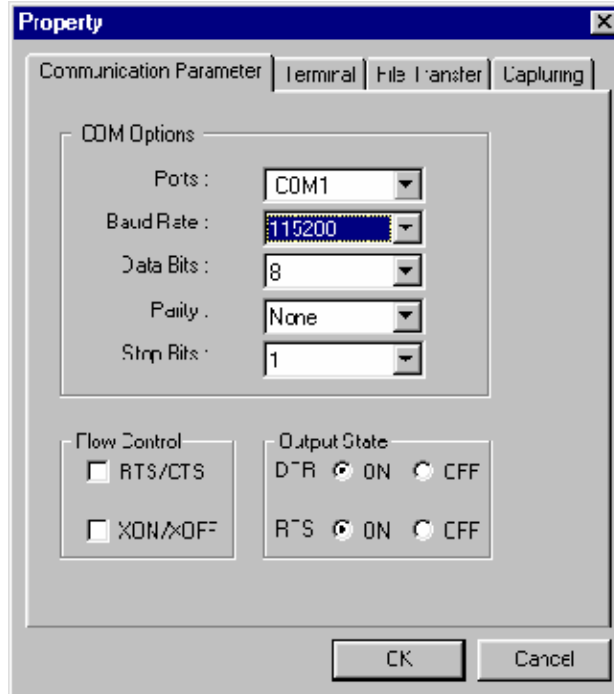 Property
Communication Parameter Terminal File Transfer Capturing
COM Options
Ports : COM1
Baud Rate : 115200
Data Bits : 8
Parity : None
Stop Bits : 1
Flow Control Output State
RTS/CTS DTR ON OFF
XON/XOFF RTS ON OFF
OK Cancel